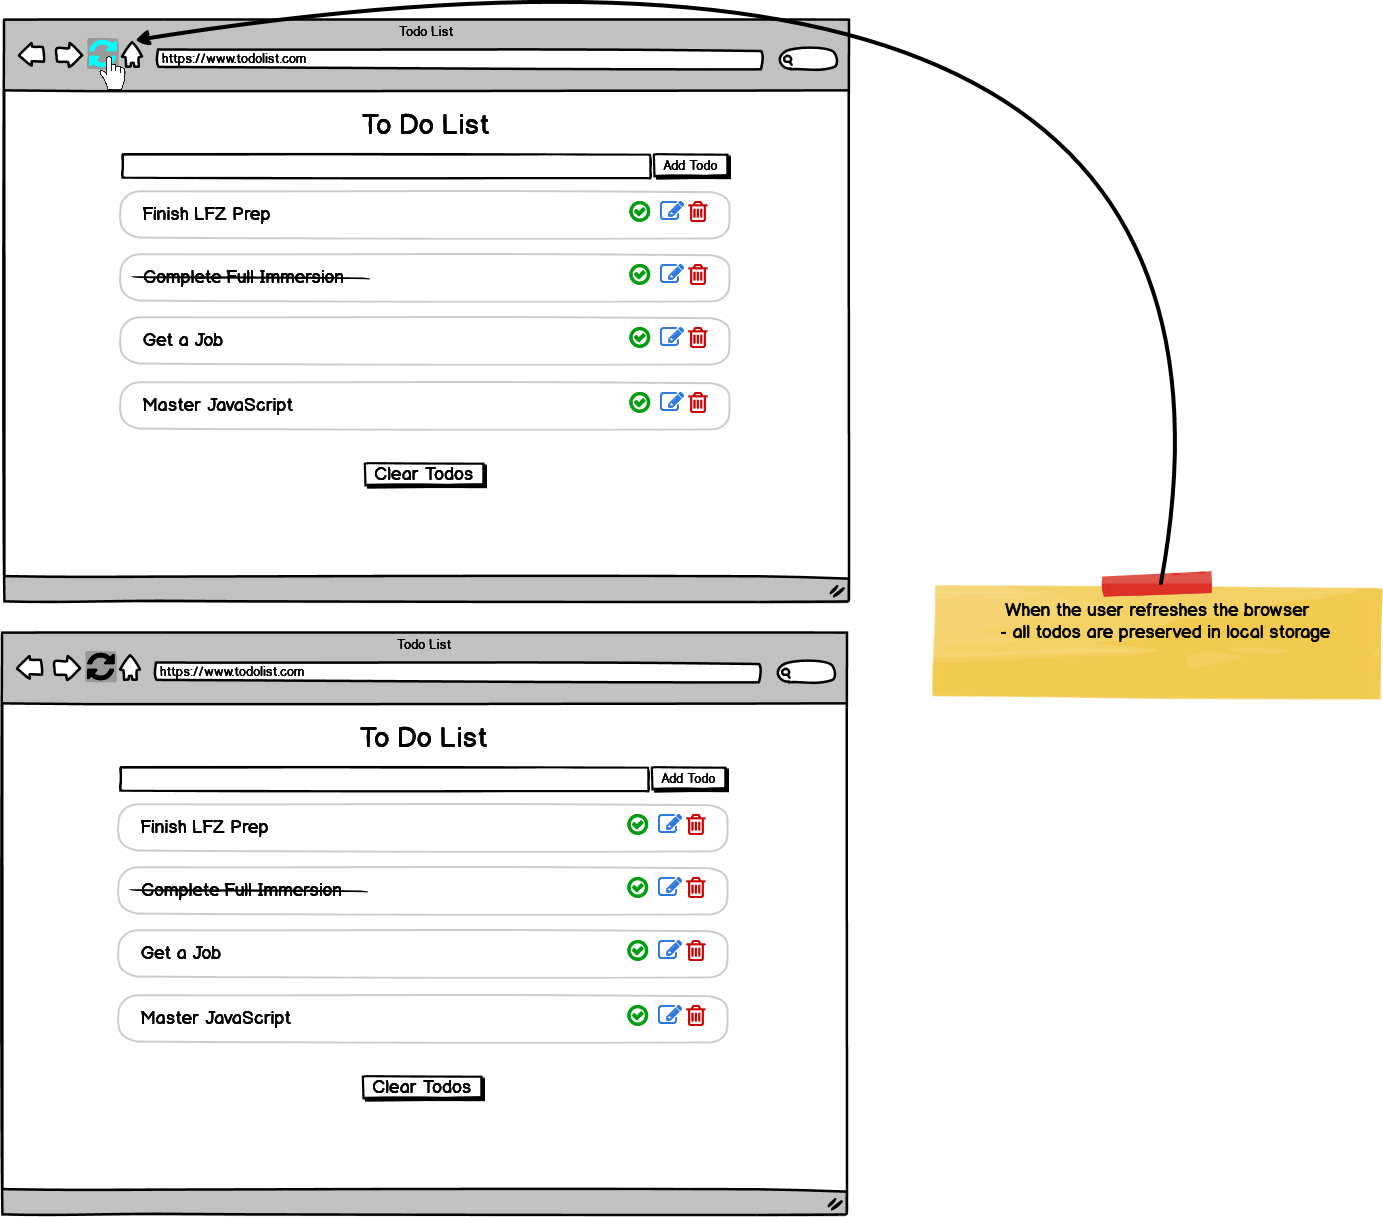 Todo List
https://www.todolist.com
To Do List
Add Todo
Finish LFZ Prep
Complete Full Immersion
Get a Job
Master JavaScript
Clear Todos
When the user refreshes the browser
- all todos are preserved in local storage
Todo List
https://www.todolist.com
To Do List
Add Todo
Finish LFZ Prep
Complete Full Immersion
Get a Job
Master JavaScript
Clear Todos